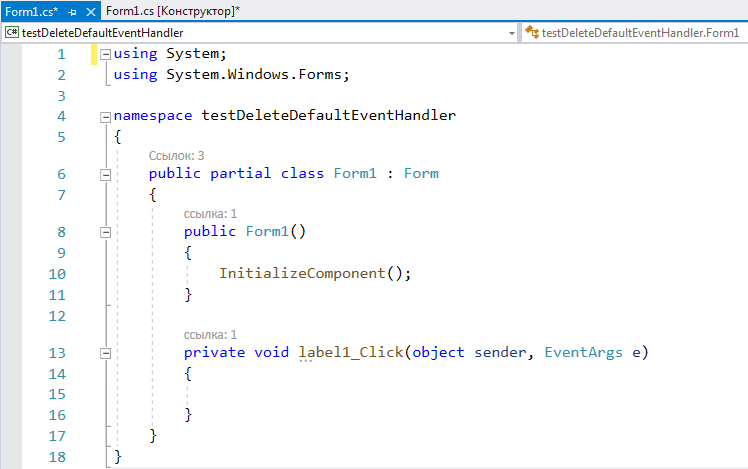 Form1.cs* Form1.cs [Конструктор]*
C# testDeleteDefaultEventHandler testDeleteDefaultEventHandler.Form1
1 using System;
2 using System.Windows.Forms;
3
4 namespace testDeleteDefaultEventHandler
5 {
Ссылок: 3
6 public partial class Form1 : Form
7 {
ссылка: 1
8 public Form1()
9 {
10 InitializeComponent();
11 }
12
ссылка: 1
13 private void label1_Click(object sender, EventArgs e)
14 {
15
16 }
17 }
18 }